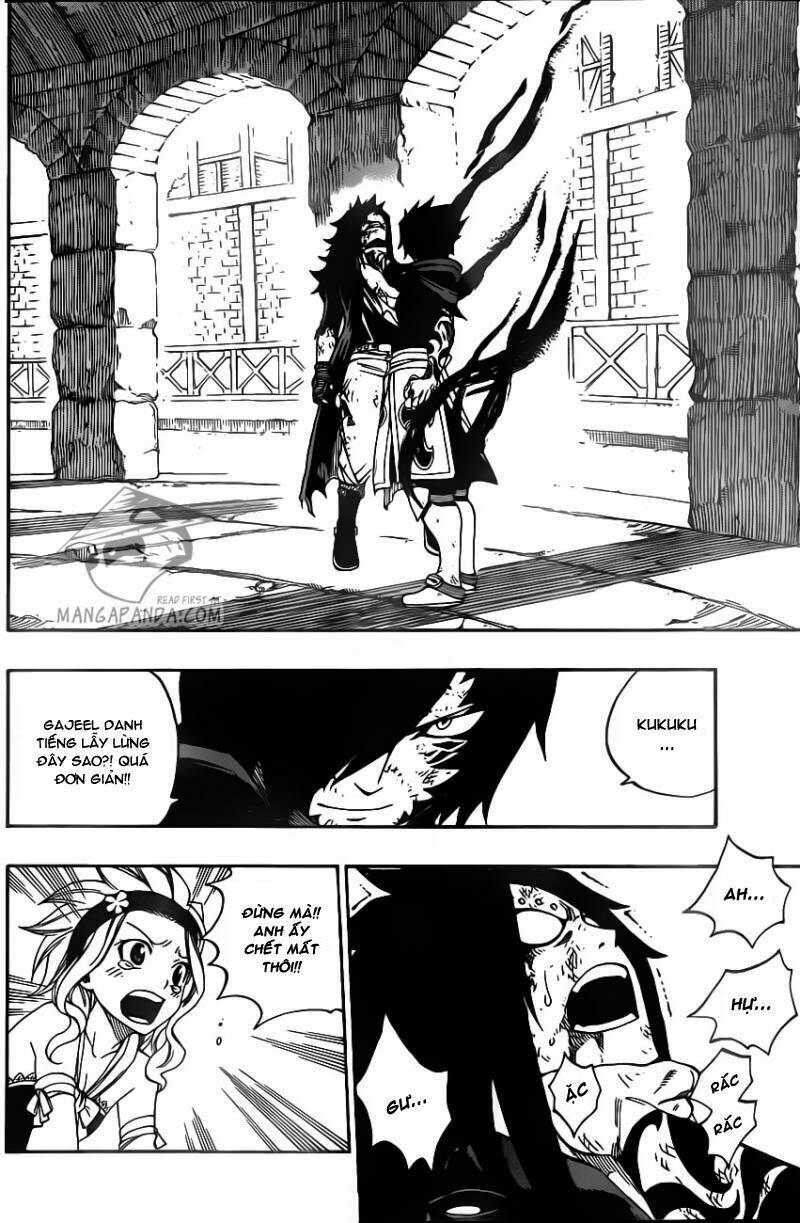 READ FIRST AT
MANGAPANDA.COM
KUKUKU
...
GAJEEL DANH
TIẾNG LẪY LỪNG
ĐÂY SAO?! QUÁ
ĐƠN GIẢN!!
AH...
HỰ...
RẮC
RẮC
ẶC
GƯ...
ĐỪNG MÀ!!
ANH ẤY
CHẾT MẤT
THÔI!!